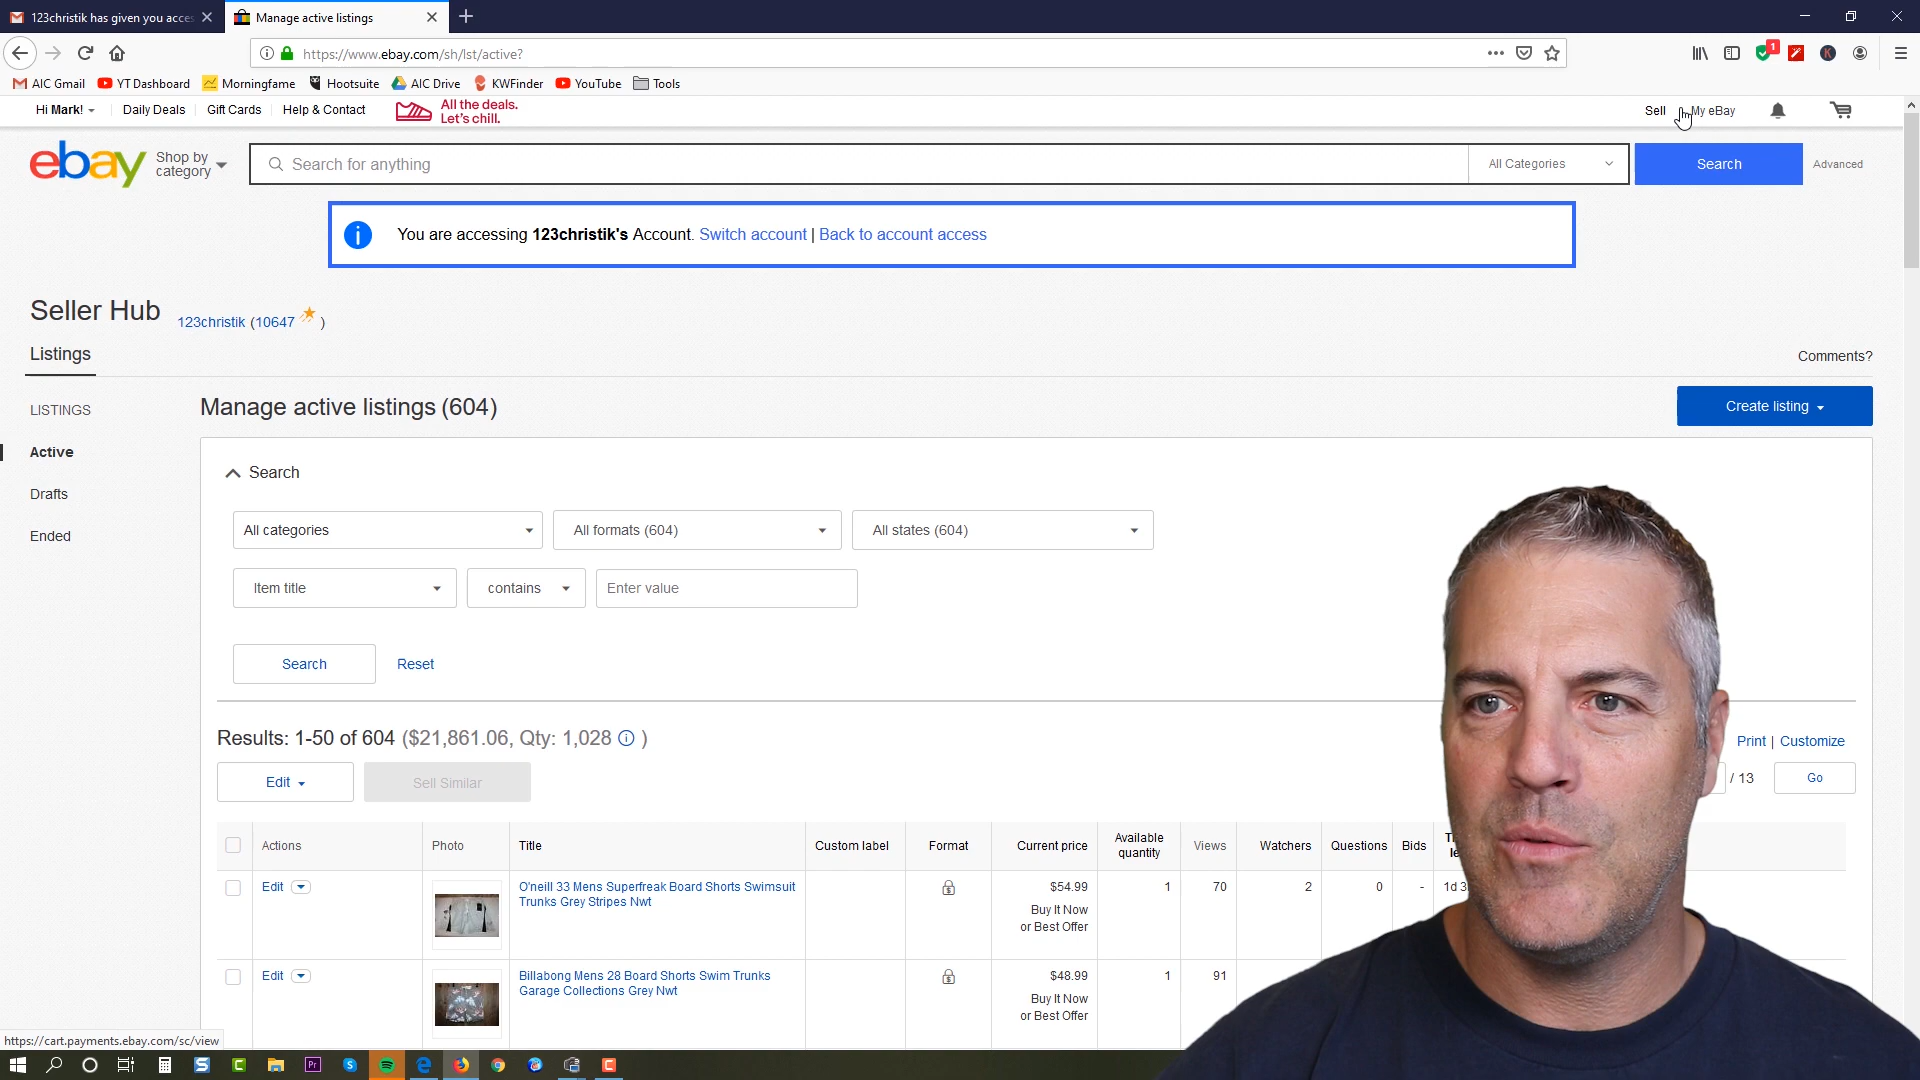 123christik has given you acces
Manage active listings
https://www.ebay.com/sh/lst/active?
1
K
AIC Gmail
YT Dashboard
Morningfame
Hootsuite
AIC Drive
KWFinder
YouTube
Tools
Hi Mark!
Daily Deals
Gift Cards
Help & Contact
All the deals.
Let's chill.
Sell
My eBay
ebay
Shop by
category
Search for anything
All Categories
Search
Advanced
You are accessing 123christik's Account. Switch account | Back to account access
Seller Hub
123christik (10647 )
Listings
Comments?
LISTINGS
Active
Drafts
Ended
Manage active listings (604)
Create listing
Search
All categories
All formats (604)
All states (604)
Item title
contains
Enter value
Search
Reset
Results: 1-50 of 604 ($21,861.06, Qty: 1,028 )
Print | Customize
Edit
Sell Similar
/ 13
Go
Actions
Photo
Title
Custom label
Format
Current price
Available
quantity
Views
Watchers
Questions
Bids
Edit
O'neill 33 Mens Superfreak Board Shorts Swimsuit
Trunks Grey Stripes Nwt
$54.99
Buy It Now
or Best Offer
1
70
2
0
-
1d 3
Edit
Billabong Mens 28 Board Shorts Swim Trunks
Garage Collections Grey Nwt
$48.99
Buy It Now
or Best Offer
1
91
https://cart.payments.ebay.com/sc/view